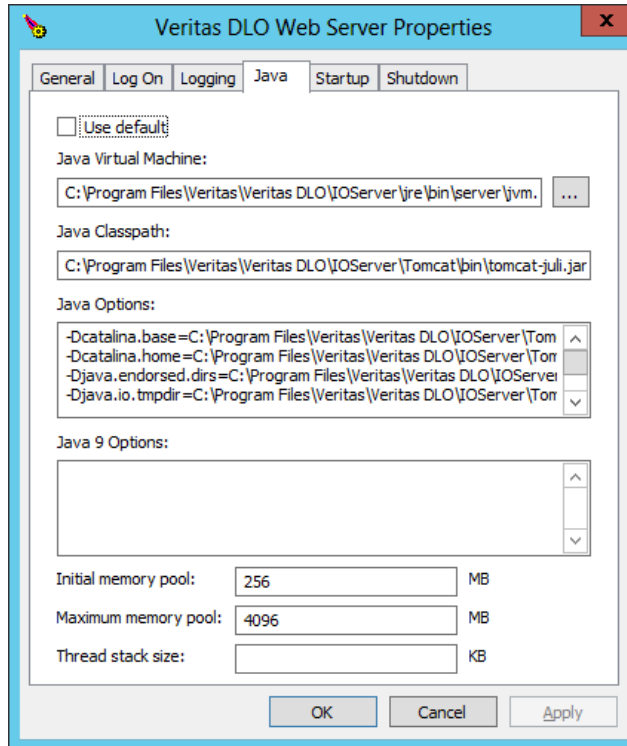 Veritas DLO Web Server Properties
x
General Log On Logging Java Startup Shutdown
Use default
Java Virtual Machine:
C:\Program Files\Veritas\Veritas DLO\IOServer\jre\bin\server\jvm. ...
Java Classpath:
C:\Program Files\Veritas\Veritas DLO\IOServer\Tomcat\bin\tomcat-juli.jar
Java Options:
-Dcatalina.base=C:\Program Files\Veritas\Veritas DLO\IOServer\Tom
-Dcatalina.home=C:\Program Files\Veritas\Veritas DLO\IOServer\Tom
-Djava.endorsed.dirs=C:\Program Files\Veritas\Veritas DLO\IOServer
-Djava.io.tmpdir=C:\Program Files\Veritas\Veritas DLO\IOServer\Tom
Java 9 Options:
Initial memory pool: 256 MB
Maximum memory pool: 4096 MB
Thread stack size: KB
OK Cancel Apply